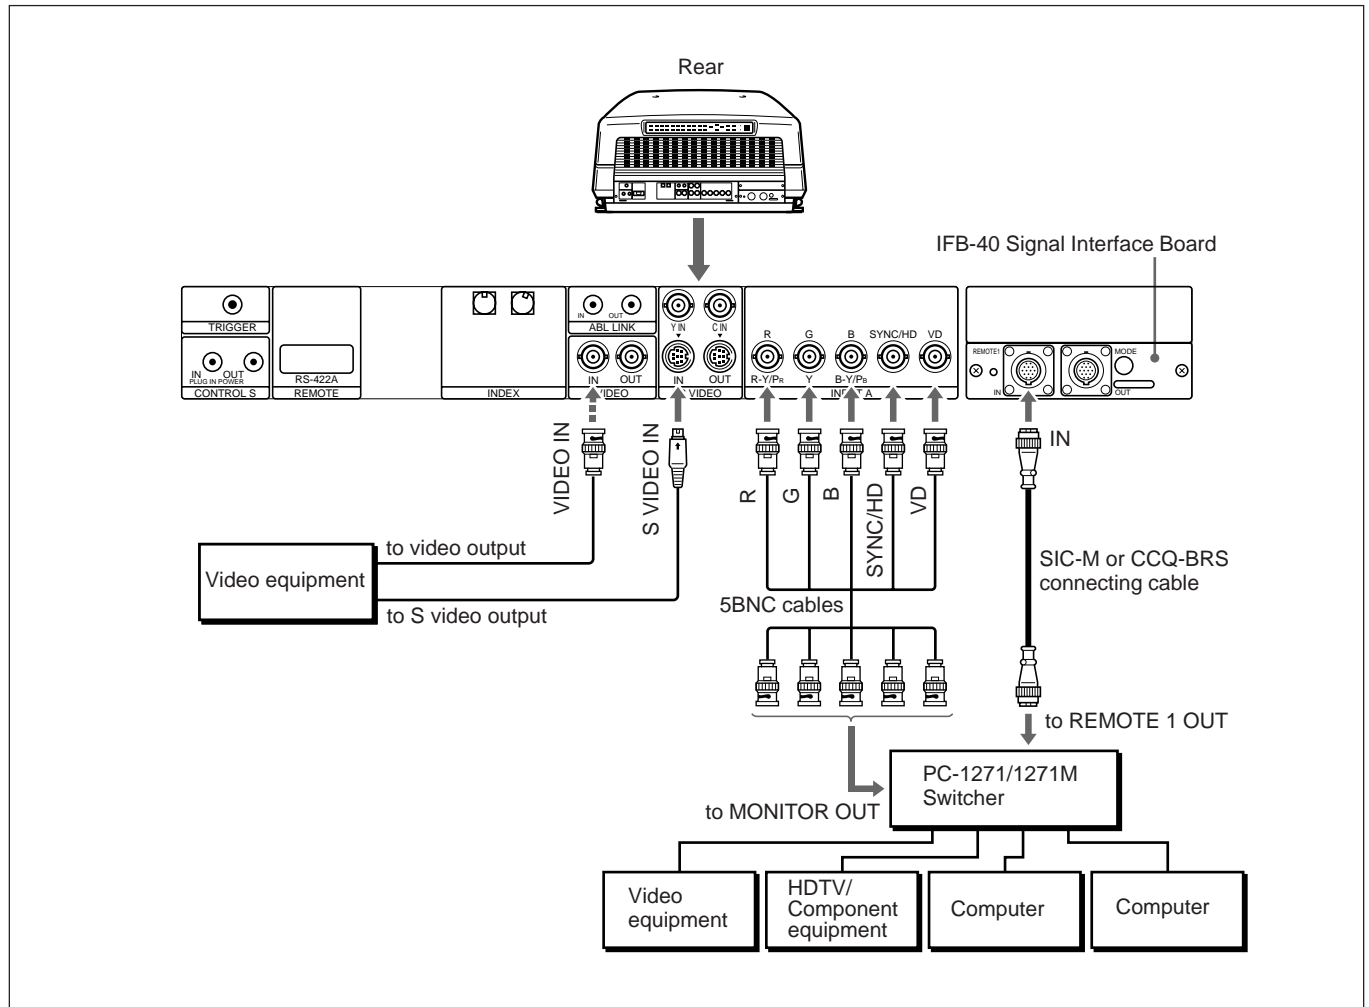 Rear
IFB-40 Signal Interface Board
TRIGGER
IN OUT
PLUG IN POWER
CONTROL S
RS-422A
REMOTE
INDEX
IN OUT
ABL LINK
IN OUT
VIDEO
Y IN C IN
IN OUT
VIDEO
R G B SYNC/HD VD
R-Y/PR Y B-Y/PB
INPUT A
REMOTE1
MODE
IN
OUT
VIDEO IN
S VIDEO IN
R
G
B
SYNC/HD
VD
IN
to video output
Video equipment
to S video output
5BNC cables
SIC-M or CCQ-BRS
connecting cable
to REMOTE 1 OUT
PC-1271/1271M
Switcher
to MONITOR OUT
Video
equipment
HDTV/
Component
equipment
Computer
Computer